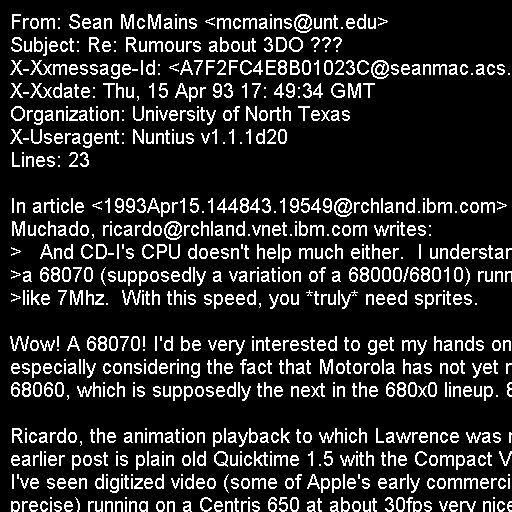 From: Sean McMains <mcmains@unt.edu>
Subject: Re: Rumours about 3DO ???
X-Xxmessage-Id: <A7F2FC4E8B01023C@seanmac.acs.
X-Xxdate: Thu, 15 Apr 93 17: 49:34 GMT
Organization: University of North Texas
X-Useragent: Nuntius v1.1.1d20
Lines: 23

In article <1993Apr15.144843.19549@rchland.ibm.com>
Muchado, ricardo@rchland.vnet.ibm.com writes:
>   And CD-I's CPU doesn't help much either.  I understan
>a 68070 (supposedly a variation of a 68000/68010) runn
>like 7Mhz.  With this speed, you *truly* need sprites.

Wow! A 68070! I'd be very interested to get my hands on
especially considering the fact that Motorola has not yet
68060, which is supposedly the next in the 680x0 lineup.

Ricardo, the animation playback to which Lawrence was
earlier post is plain old Quicktime 1.5 with the Compact V
I've seen digitized video (some of Apple's early commerci
precise) running on a Centris 650 at about 30fps very nice